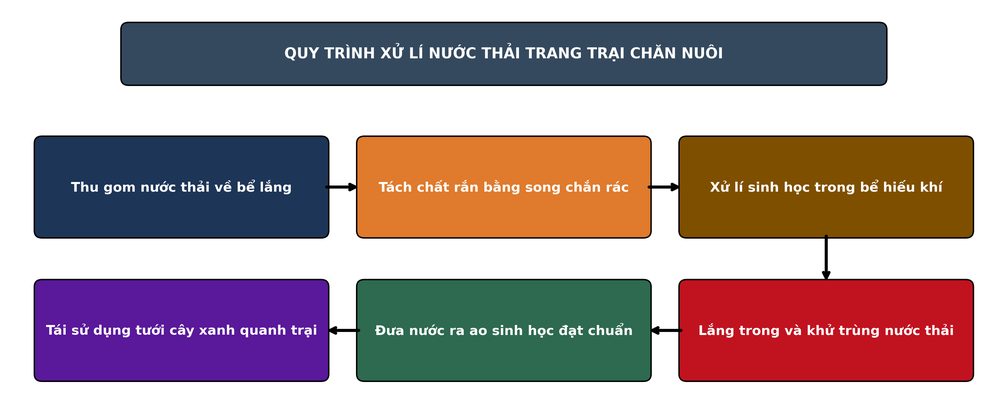 QUY TRÌNH XỬ LÍ NƯỚC THẢI TRANG TRẠI CHĂN NUÔI
Thu gom nước thải về bể lắng
Tách chất rắn bằng song chắn rác
Xử lí sinh học trong bể hiếu khí
Lắng trong và khử trùng nước thải
Đưa nước ra ao sinh học đạt chuẩn
Tái sử dụng tưới cây xanh quanh trại